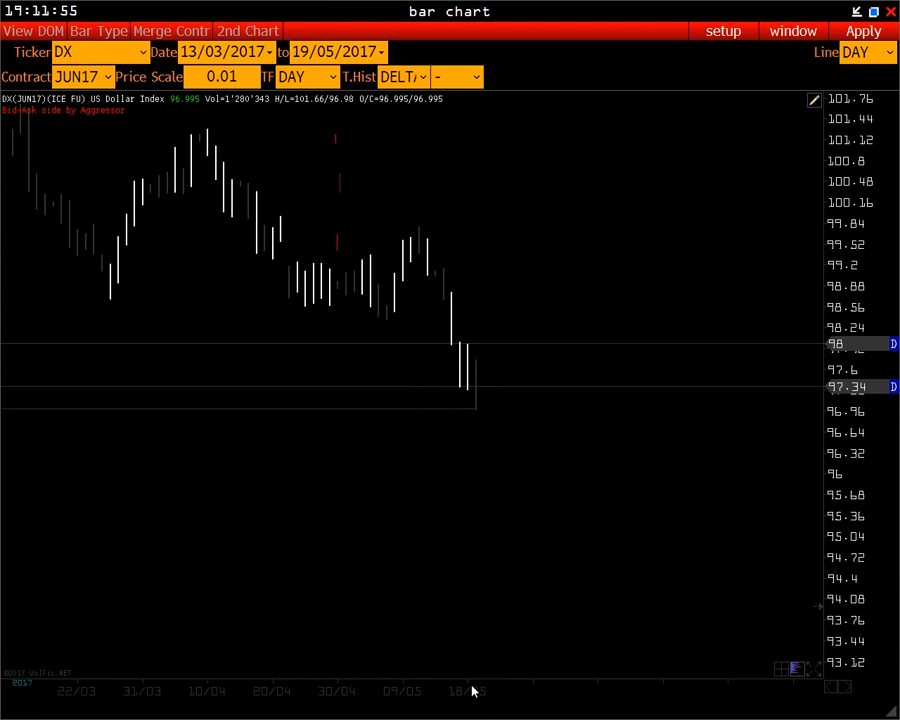 19:11:55 bar chart
View DOM Bar Type Merge Contr 2nd Chart setup window Apply
Ticker DX Date 13/03/2017 to 19/05/2017 Line DAY
Contract JUN17 Price Scale 0.01 TF DAY T.Hist DELT -
DX(JUN17)(ICE FU) US Dollar Index 96.995 Vol=1'280'343 H/L=101.66/96.98 O/C=96.995/96.995
Bid-Ask side by Aggressor
101.76
101.44
101.12
100.8
100.48
100.16
99.84
99.52
99.2
98.88
98.56
98.24
98 D
97.6
97.34 D
96.96
96.64
96.32
96
95.68
95.36
95.04
94.72
94.4
94.08
93.76
93.44
93.12
©2017 VolFix.NET
2017
22/03 31/03 10/04 20/04 30/04 09/05